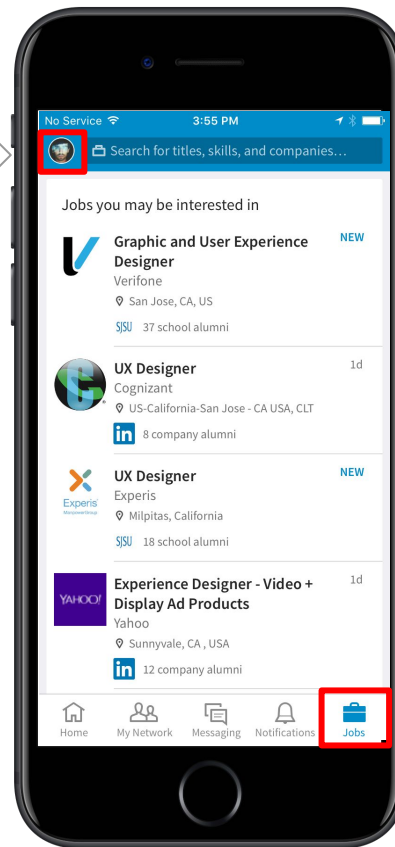 No Service 3:55 PM
Search for titles, skills, and companies…
Jobs you may be interested in
Graphic and User Experience NEW
Designer
Verifone
San Jose, CA, US
SJSU 37 school alumni
UX Designer 1d
Cognizant
US-California-San Jose - CA USA, CLT
in 8 company alumni
UX Designer NEW
Experis
Experis
ManpowerGroup
Milpitas, California
SJSU 18 school alumni
Experience Designer - Video + 1d
YAHOO!
Display Ad Products
Yahoo
Sunnyvale, CA , USA
in 12 company alumni
Home My Network Messaging Notifications Jobs